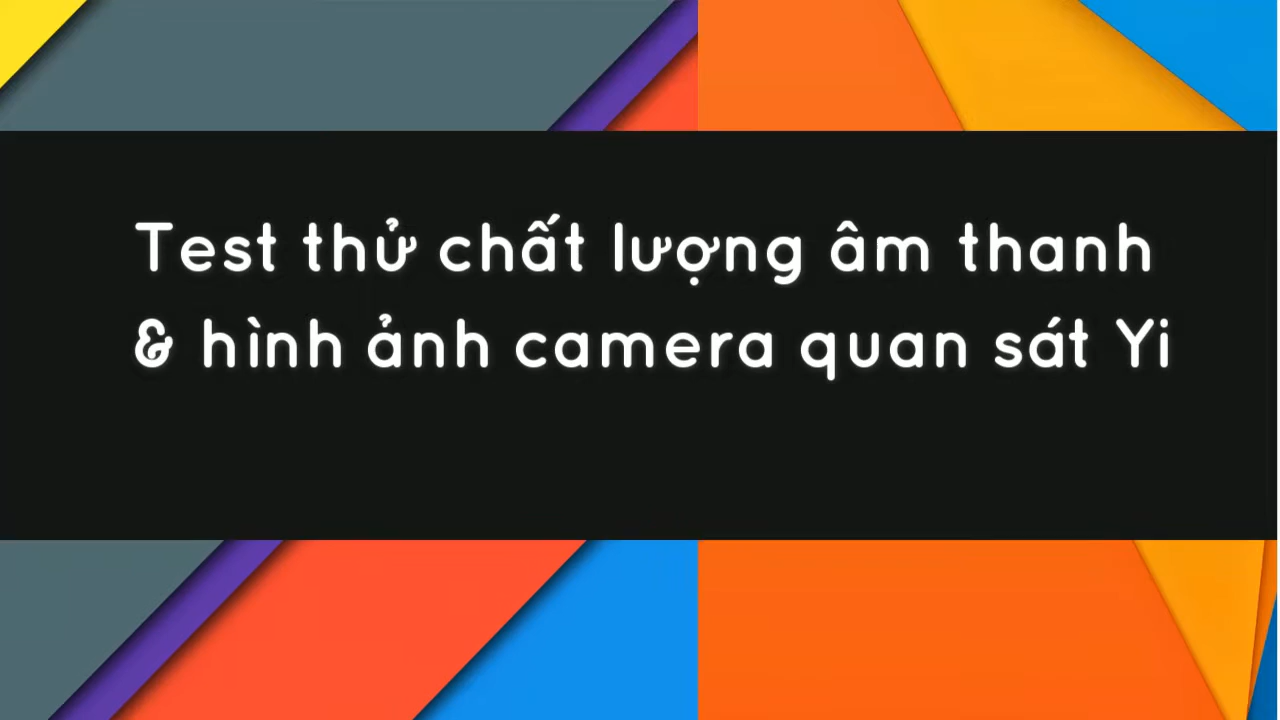 Test thử chất lượng âm thanh
& hình ảnh camera quan sát Yi